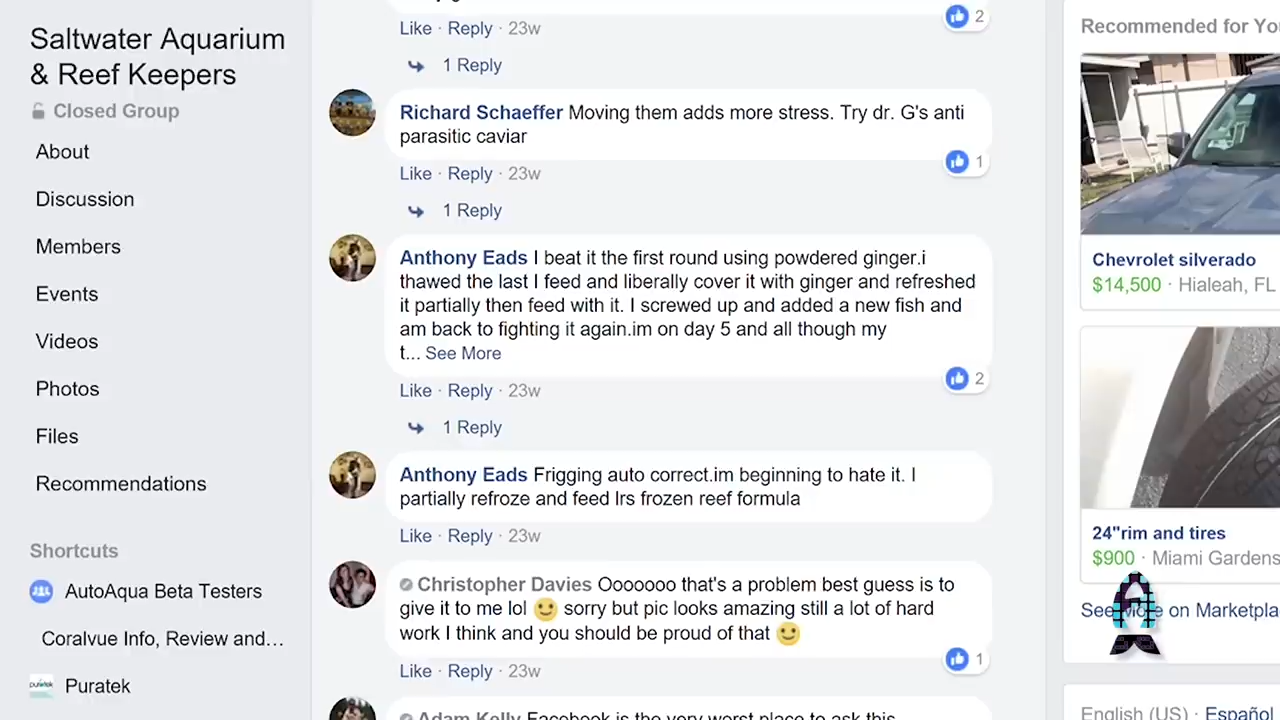 Saltwater Aquarium
& Reef Keepers
Closed Group
About
Discussion
Members
Events
Videos
Photos
Files
Recommendations
Shortcuts
AutoAqua Beta Testers
Coralvue Info, Review and...
puratek
Puratek
Like · Reply · 23w
2
1 Reply
Richard Schaeffer Moving them adds more stress. Try dr. G's anti
parasitic caviar
1
Like · Reply · 23w
1 Reply
Anthony Eads I beat it the first round using powdered ginger.i
thawed the last I feed and liberally cover it with ginger and refreshed
it partially then feed with it. I screwed up and added a new fish and
am back to fighting it again.im on day 5 and all though my
t... See More
2
Like · Reply · 23w
1 Reply
Anthony Eads Frigging auto correct.im beginning to hate it. I
partially refroze and feed lrs frozen reef formula
Like · Reply · 23w
Christopher Davies Ooooooo that's a problem best guess is to
give it to me lol 😉 sorry but pic looks amazing still a lot of hard
work I think and you should be proud of that 😉
1
Like · Reply · 23w
Adam Kelly Facebook is the very worst place to ask this
Recommended for You
Chevrolet silverado
$14,500 · Hialeah, FL
24"rim and tires
$900 · Miami Gardens
See More on Marketpla
English (US) · Español